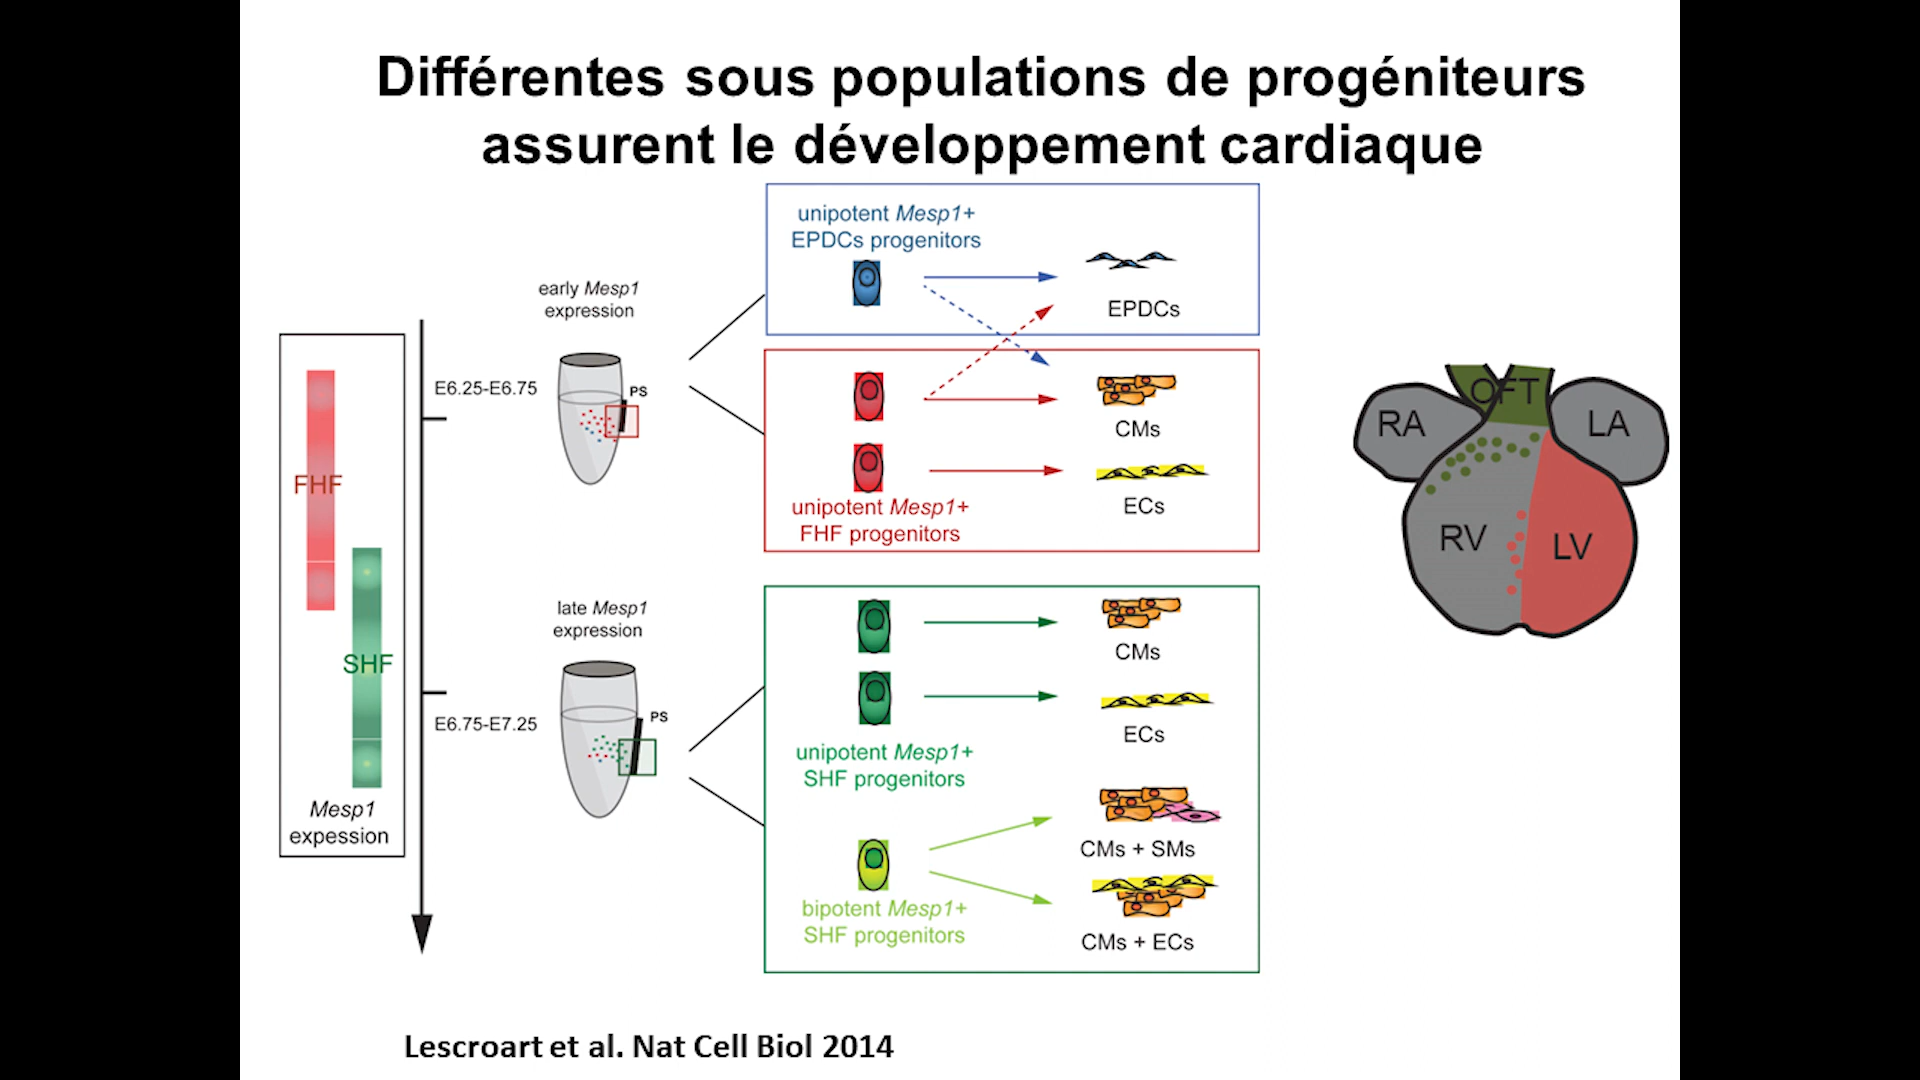 Différentes sous populations de progéniteurs
assurent le développement cardiaque
FHF
SHF
Mesp1
expession
E6.25-E6.75
E6.75-E7.25
early Mesp1
expression
PS
late Mesp1
expression
PS
unipotent Mesp1+
EPDCs progenitors
EPDCs
CMs
ECs
unipotent Mesp1+
FHF progenitors
CMs
ECs
unipotent Mesp1+
SHF progenitors
CMs + SMs
bipotent Mesp1+
SHF progenitors
CMs + ECs
OFT
RA
LA
RV
LV
Lescroart et al. Nat Cell Biol 2014